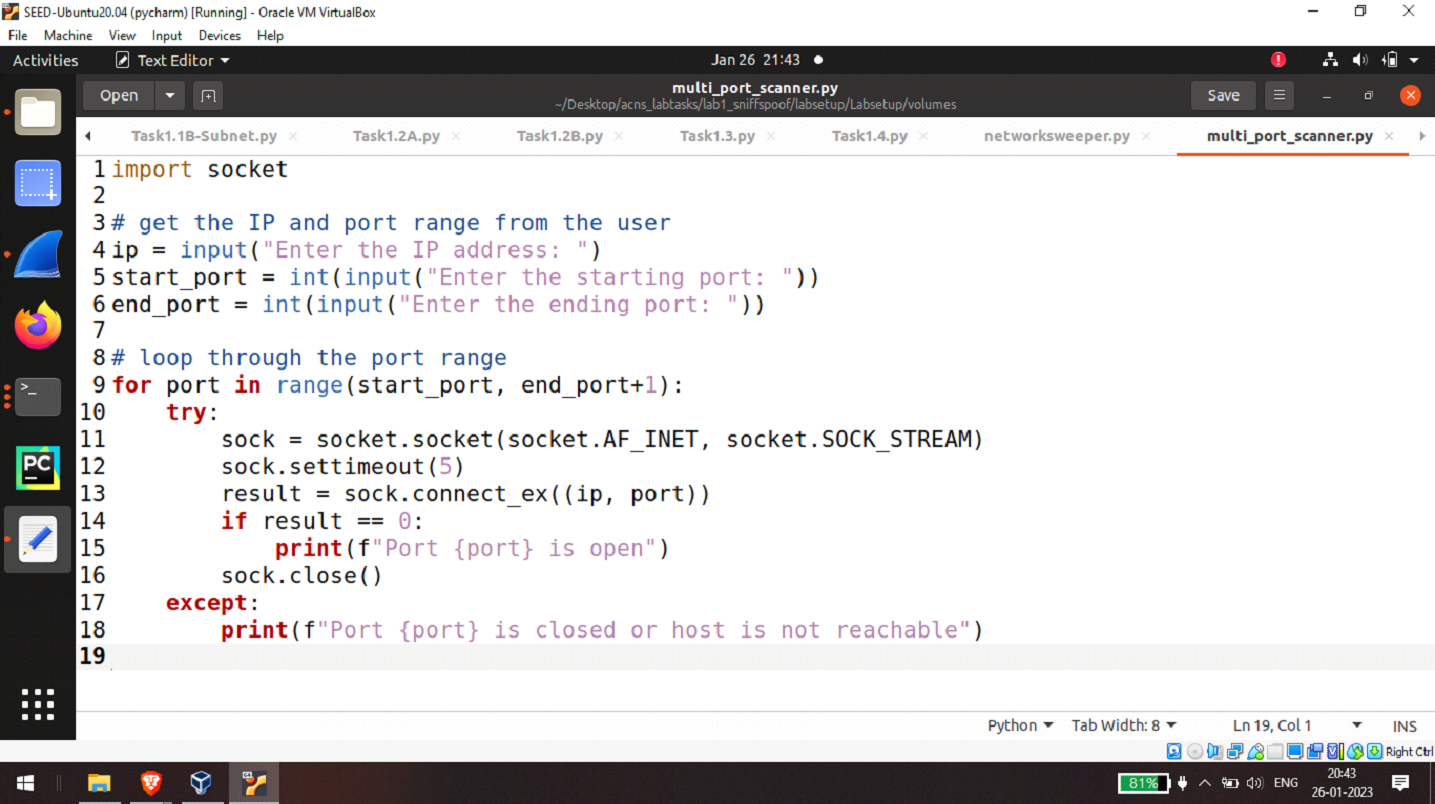 SEED-Ubuntu20.04 (pycharm) [Running] - Oracle VM VirtualBox
File Machine View Input Devices Help
Activities Text Editor Jan 26 21:43
Open multi_port_scanner.py Save
~/Desktop/acns_labtasks/lab1_sniffspoof/labsetup/Labsetup/volumes
Task1.1B-Subnet.py Task1.2A.py Task1.2B.py Task1.3.py Task1.4.py networksweeper.py multi_port_scanner.py
1 import socket
2
3 # get the IP and port range from the user
4 ip = input("Enter the IP address: ")
5 start_port = int(input("Enter the starting port: "))
6 end_port = int(input("Enter the ending port: "))
7
8 # loop through the port range
9 for port in range(start_port, end_port+1):
10     try:
11         sock = socket.socket(socket.AF_INET, socket.SOCK_STREAM)
12         sock.settimeout(5)
13         result = sock.connect_ex((ip, port))
14         if result == 0:
15             print(f"Port {port} is open")
16         sock.close()
17     except:
18         print(f"Port {port} is closed or host is not reachable")
19
Python Tab Width: 8 Ln 19, Col 1 INS
Right Ctrl
81% ENG 20:43
26-01-2023